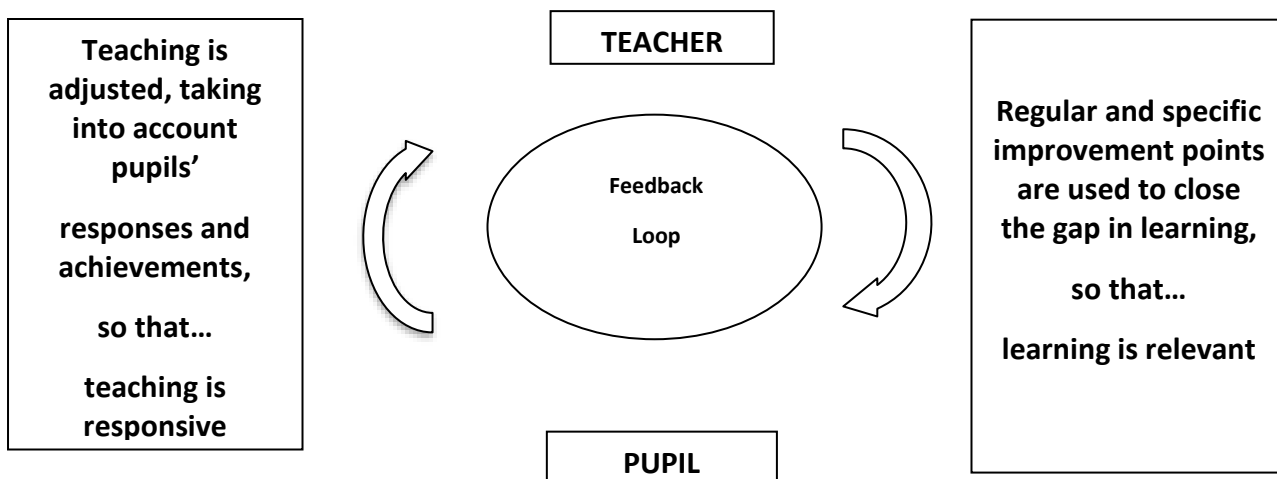 Teaching is
adjusted, taking
into account
pupils’
responses and
achievements,
so that…
teaching is
responsive
TEACHER
Feedback
Loop
PUPIL
Regular and specific
improvement points
are used to close
the gap in learning,
so that…
learning is relevant